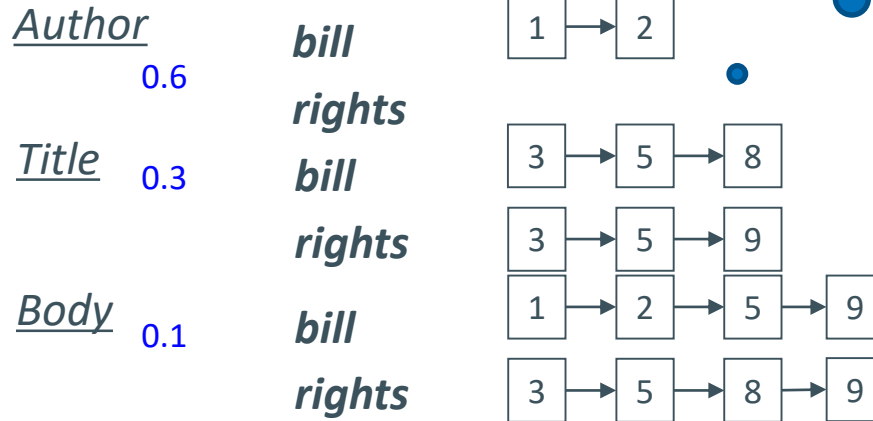 Author bill 1 2
0.6
rights
Title 0.3 bill 3 5 8
rights 3 5 9
Body 0.1 bill 1 2 5 9
rights 3 5 8 9